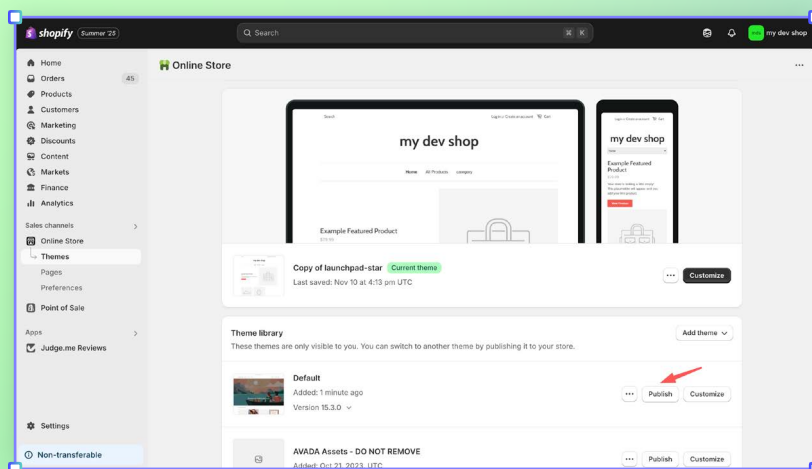 shopify Summer '25
Search
⌘ K
my dev shop
Home
Orders 45
Products
Customers
Marketing
Discounts
Content
Markets
Finance
Analytics
Sales channels
Online Store
Themes
Pages
Preferences
Point of Sale
Apps
Judge.me Reviews
Settings
Non-transferable
Online Store
Search
Cart
my dev shop
Home All Products category
Example Featured Product
Cart
my dev shop
Example Featured
Product
Copy of launchpad-star Current theme
Last saved: Nov 10 at 4:13 pm UTC
Customize
Theme library
These themes are only visible to you. You can switch to another theme by publishing it to your store.
Add theme
Default
Added: 1 minute ago
Version 15.3.0
Publish Customize
AVADA Assets - DO NOT REMOVE
Added: Oct 21, 2023, UTC
Publish Customize